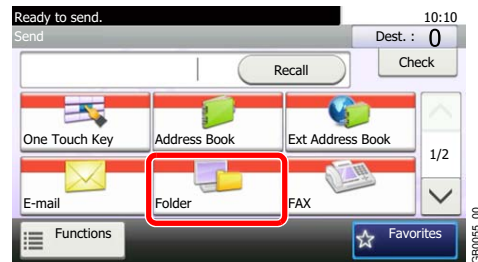 Ready to send. 10:10
Send Dest. : 0
Recall Check
One Touch Key Address Book Ext Address Book
1/2
E-mail Folder FAX
Functions Favorites
GB0055_00